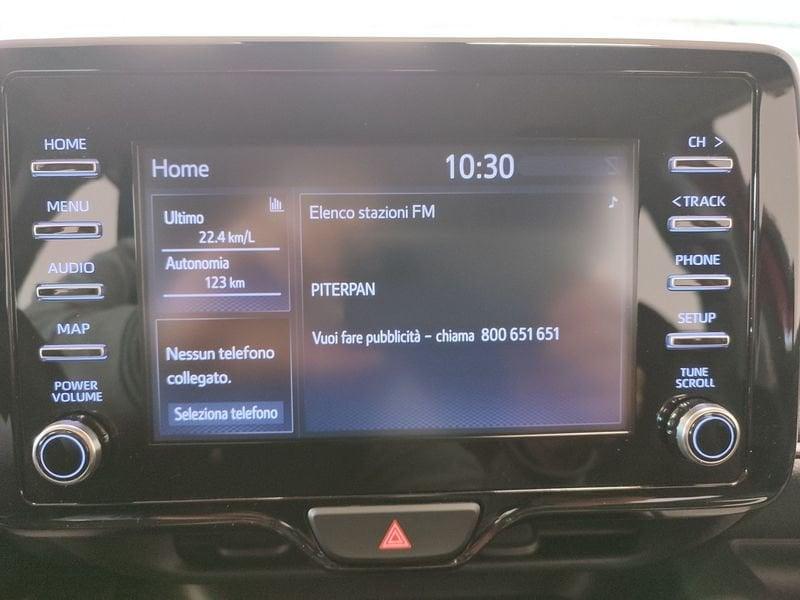 HOME
MENU
AUDIO
MAP
POWER
VOLUME
Home
10:30
Ultimo
22.4 km/L
Autonomia
123 km
Nessun telefono
collegato.
Seleziona telefono
Elenco stazioni FM
PITERPAN
Vuoi fare pubblicità – chiama 800 651 651
CH >
< TRACK
PHONE
SETUP
TUNE
SCROLL